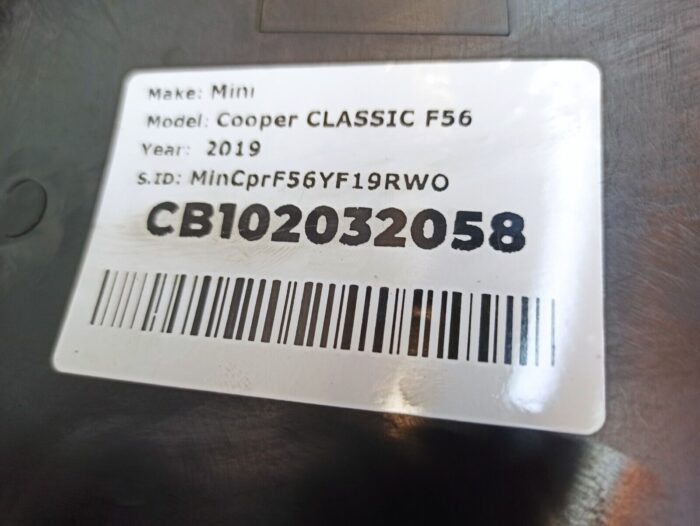 Make: Mini
Model: Cooper CLASSIC F56
Year: 2019
S.ID: MinCprF56YF19RWO
CB102032058